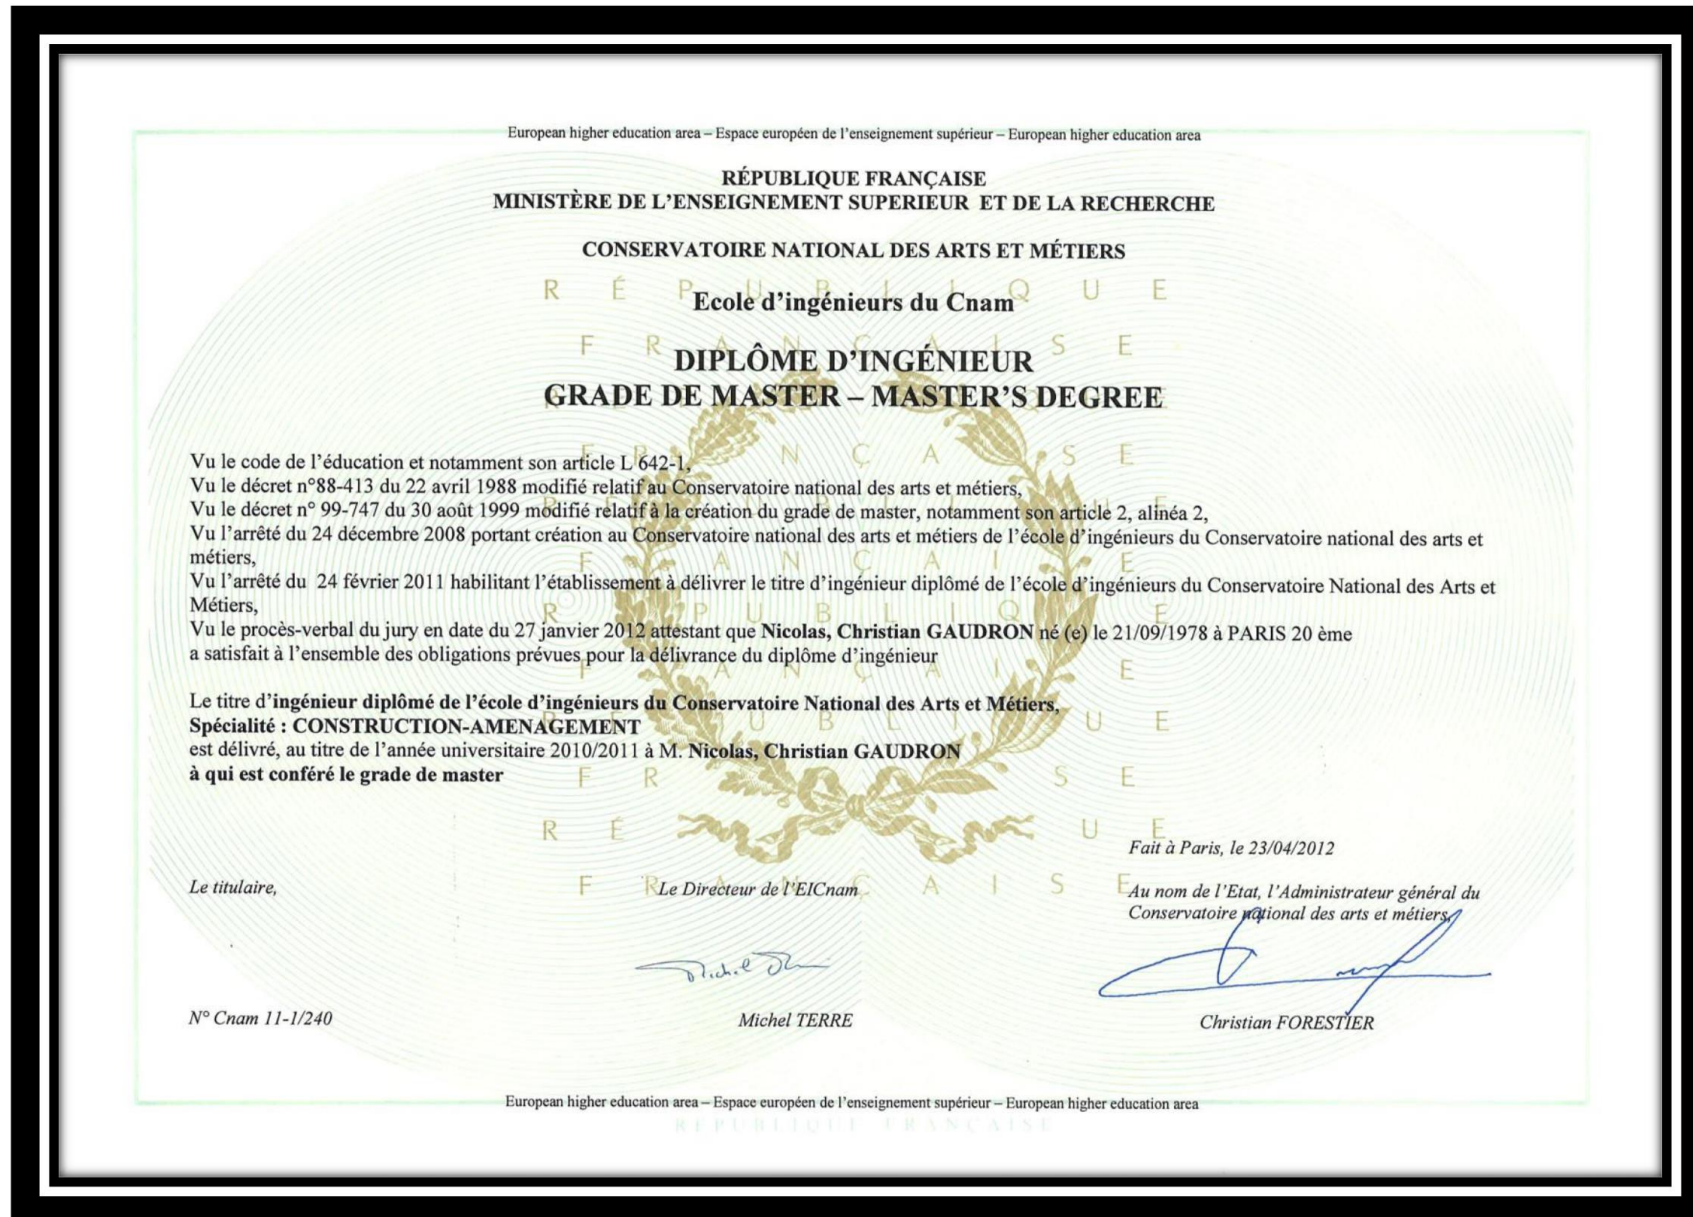 European higher education area – Espace européen de l’enseignement supérieur – European higher education area
RÉPUBLIQUE FRANÇAISE
MINISTÈRE DE L’ENSEIGNEMENT SUPERIEUR ET DE LA RECHERCHE
CONSERVATOIRE NATIONAL DES ARTS ET MÉTIERS
Ecole d’ingénieurs du Cnam
DIPLÔME D’INGÉNIEUR
GRADE DE MASTER – MASTER’S DEGREE
Vu le code de l’éducation et notamment son article L 642-1,
Vu le décret n°88-413 du 22 avril 1988 modifié relatif au Conservatoire national des arts et métiers,
Vu le décret n° 99-747 du 30 août 1999 modifié relatif à la création du grade de master, notamment son article 2, alinéa 2,
Vu l’arrêté du 24 décembre 2008 portant création au Conservatoire national des arts et métiers de l’école d’ingénieurs du Conservatoire national des arts et
métiers,
Vu l’arrêté du 24 février 2011 habilitant l’établissement à délivrer le titre d’ingénieur diplômé de l’école d’ingénieurs du Conservatoire National des Arts et
Métiers,
Vu le procès-verbal du jury en date du 27 janvier 2012 attestant que Nicolas, Christian GAUDRON né (e) le 21/09/1978 à PARIS 20 ème
a satisfait à l’ensemble des obligations prévues pour la délivrance du diplôme d’ingénieur
Le titre d’ingénieur diplômé de l’école d’ingénieurs du Conservatoire National des Arts et Métiers,
Spécialité : CONSTRUCTION-AMENAGEMENT
est délivré, au titre de l’année universitaire 2010/2011 à M. Nicolas, Christian GAUDRON
à qui est conféré le grade de master
Fait à Paris, le 23/04/2012
Le titulaire,
Le Directeur de l’EICnam
Au nom de l’Etat, l’Administrateur général du
Conservatoire national des arts et métiers,
N° Cnam 11-1/240
Michel TERRE
Christian FORESTIER
European higher education area – Espace européen de l’enseignement supérieur – European higher education area
RÉPUBLIQUE FRANÇAISE